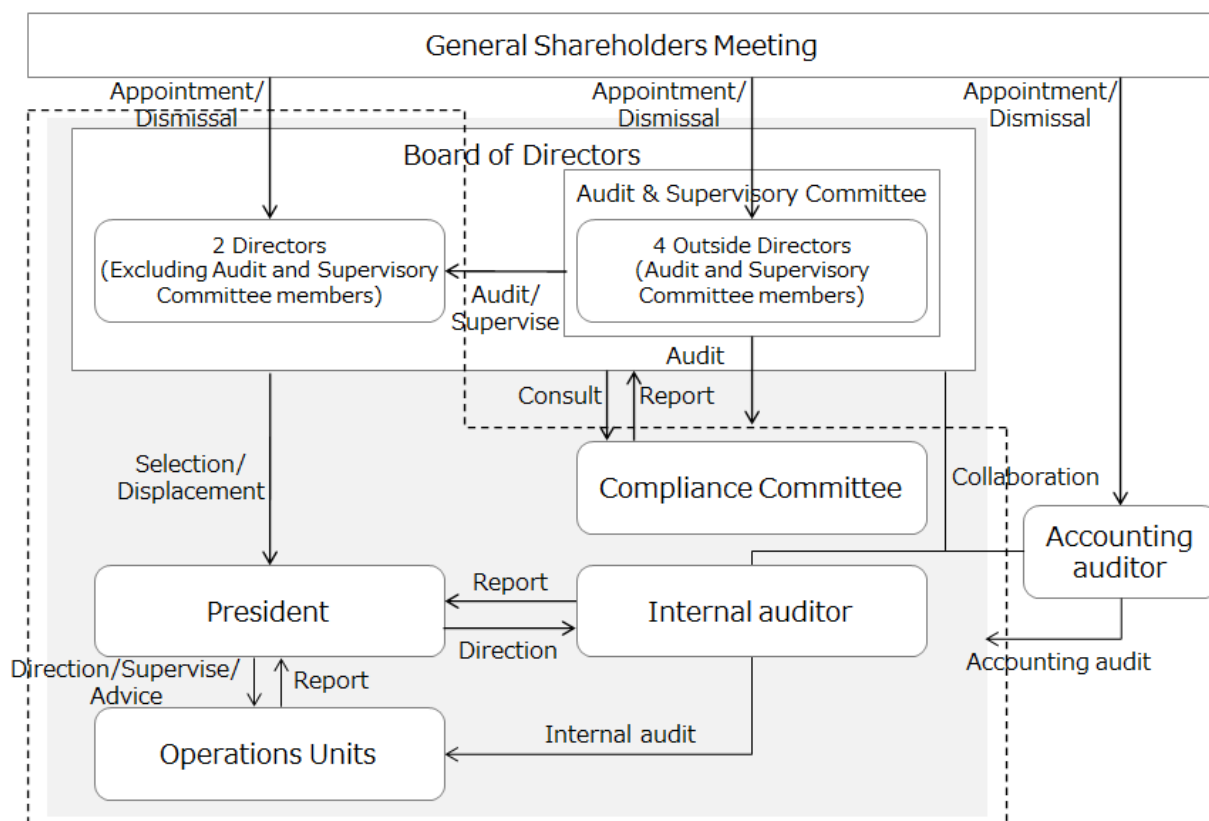 General Shareholders Meeting
Appointment/
Dismissal
Appointment/
Dismissal
Appointment/
Dismissal
Board of Directors
Audit & Supervisory Committee
2 Directors
(Excluding Audit and Supervisory
Committee members)
4 Outside Directors
(Audit and Supervisory
Committee members)
Audit/
Supervise
Audit
Consult
Report
Selection/
Displacement
Compliance Committee
Collaboration
Accounting
auditor
President
Report
Direction
Internal auditor
Accounting audit
Direction/Supervise/
Advice
Report
Operations Units
Internal audit